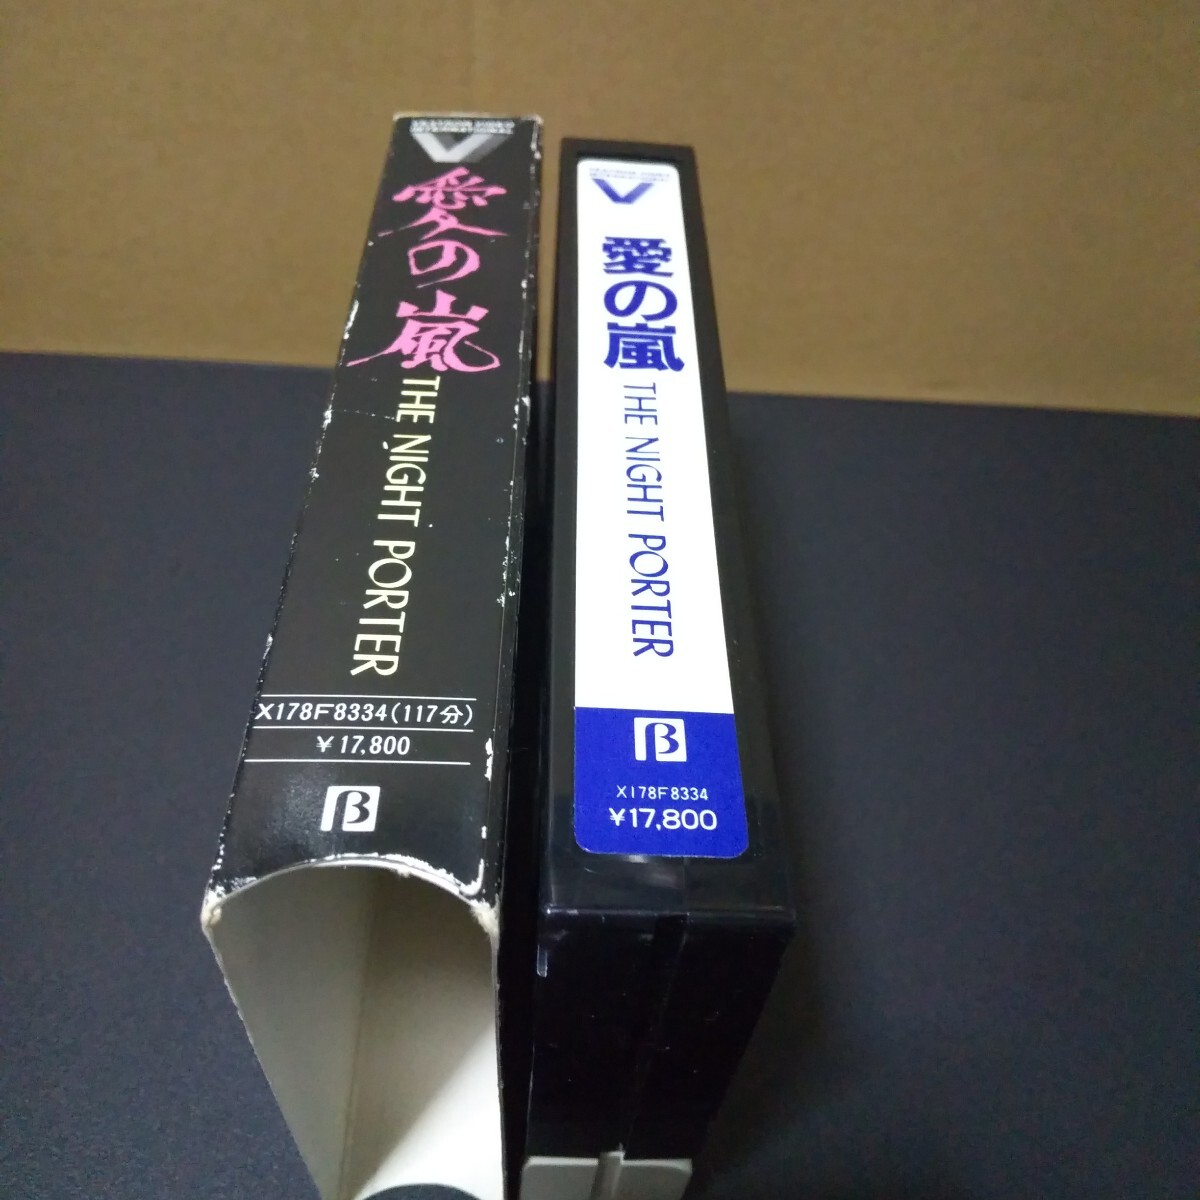 愛の嵐
THE NIGHT PORTER
X178F8334(117分)
¥17,800
β
愛の嵐
THE NIGHT PORTER
β
X178F8334
¥17,800